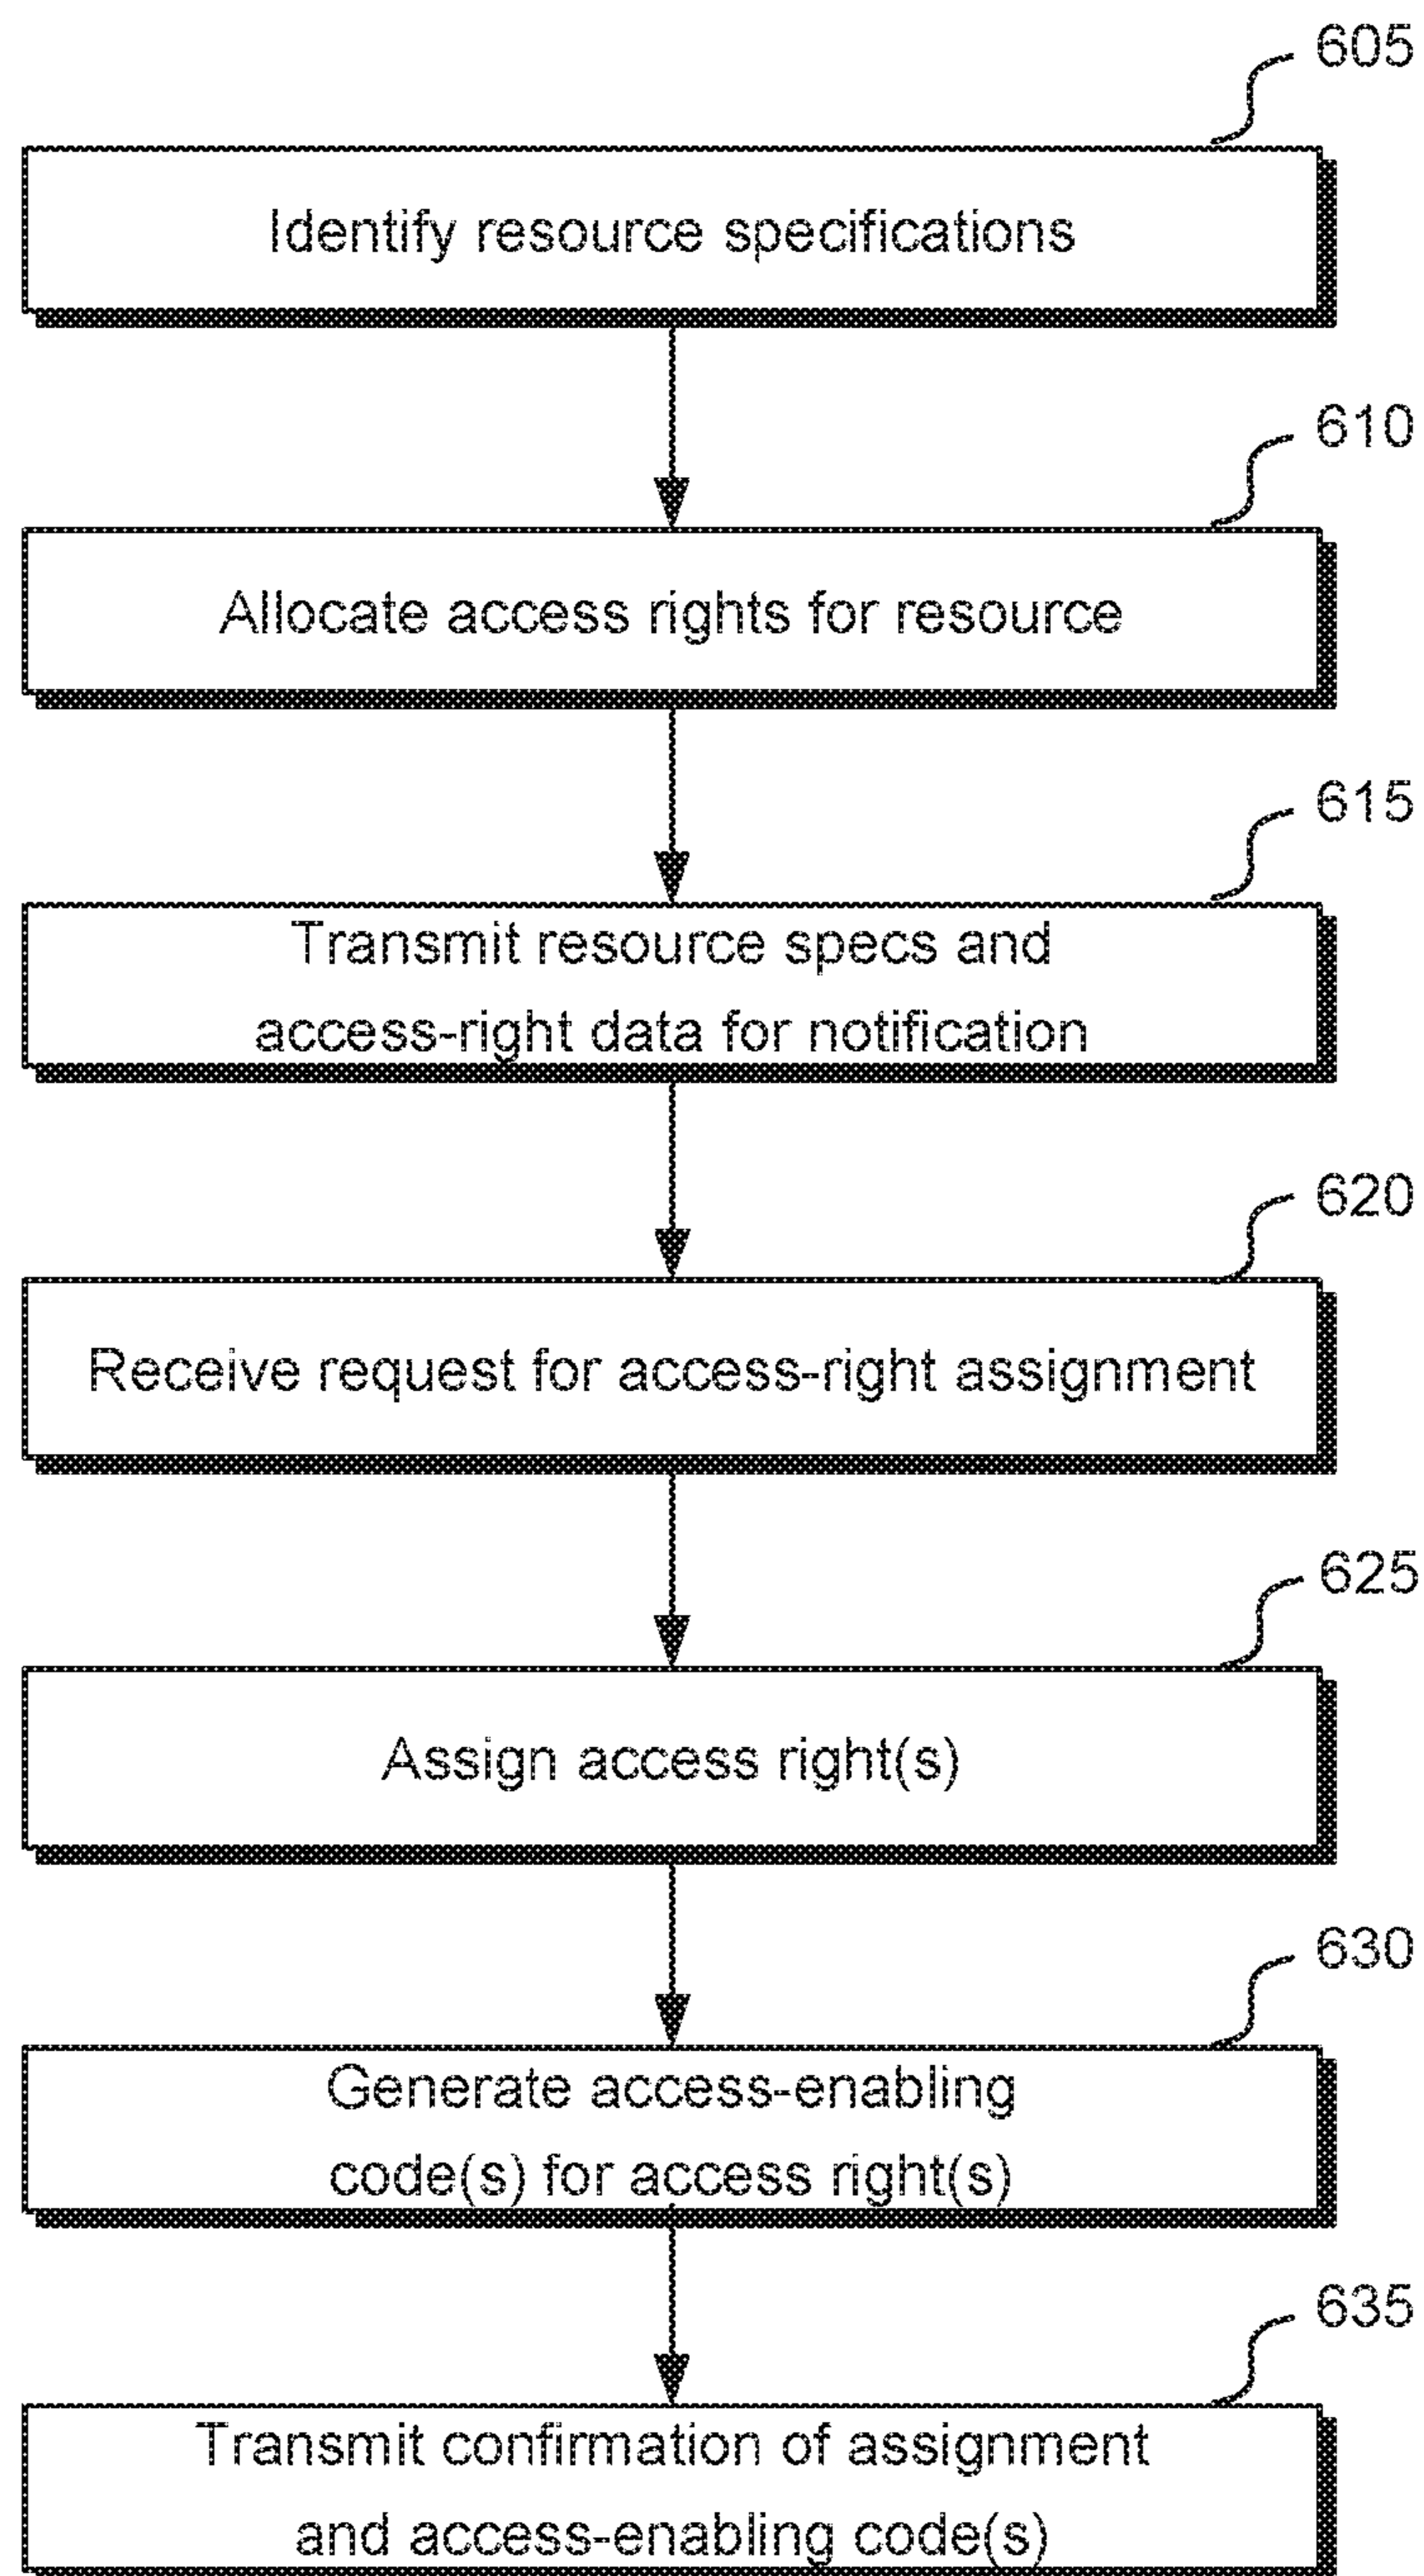 605
Identify resource specifications
610
Allocate access rights for resource
615
Transmit resource specs and
access-right data for notification
620
Receive request for access-right assignment
625
Assign access right(s)
630
Generate access-enabling
code(s) for access right(s)
635
Transmit confirmation of assignment
and access-enabling code(s)